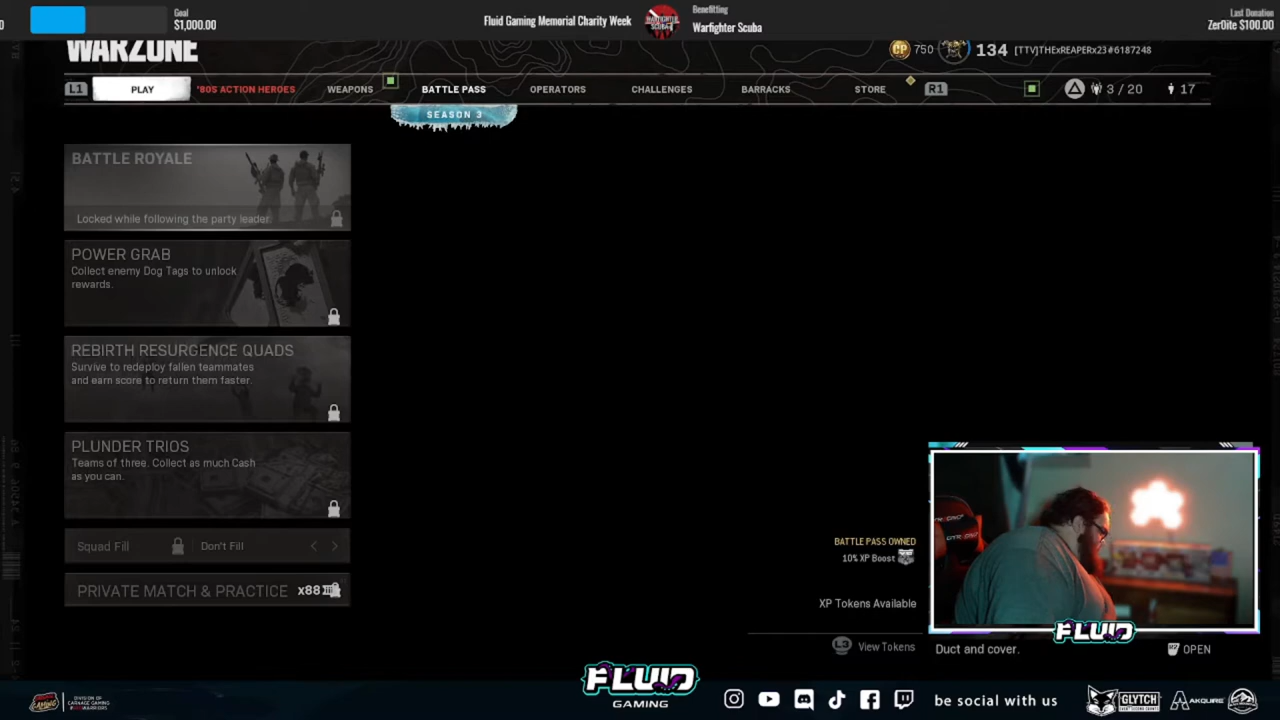 Goal
$1,000.00
Fluid Gaming Memorial Charity Week
Benefitting
Warfighter Scuba
Last Donation
Zer0ite $100.00
WARZONE
CP 750
134
[TTV]THExREAPERx23#6187248
L1
PLAY
'80S ACTION HEROES
WEAPONS
BATTLE PASS
OPERATORS
CHALLENGES
BARRACKS
STORE
R1
3 / 20
17
SEASON 3
BATTLE ROYALE
Locked while following the party leader.
POWER GRAB
Collect enemy Dog Tags to unlock
rewards.
REBIRTH RESURGENCE QUADS
Survive to redeploy fallen teammates
and earn score to return them faster.
PLUNDER TRIOS
Teams of three. Collect as much Cash
as you can.
Squad Fill
Don't Fill
PRIVATE MATCH & PRACTICE
BATTLE PASS OWNED
10% XP Boost
XP Tokens Available
L3 View Tokens
FLUID
Duct and cover.
OPEN
FLUID
GAMING
DIVISION OF
CARNAGE GAMING
be social with us
GLYTCH
AKQUIRE